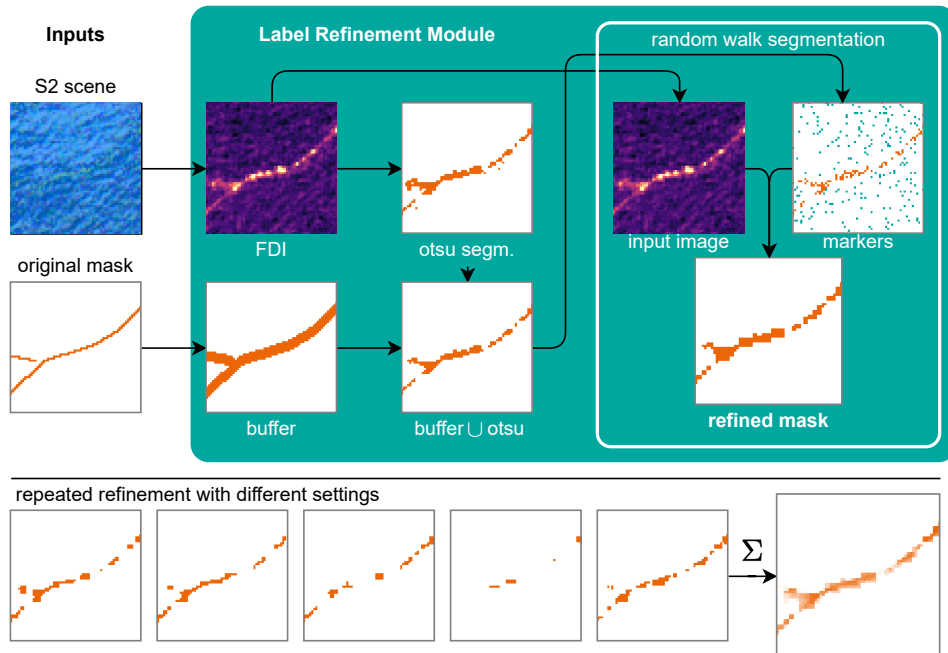 Inputs
Label Refinement Module
random walk segmentation
S2 scene
FDI
otsu segm.
input image
markers
original mask
buffer
buffer ∪ otsu
refined mask
repeated refinement with different settings
Σ